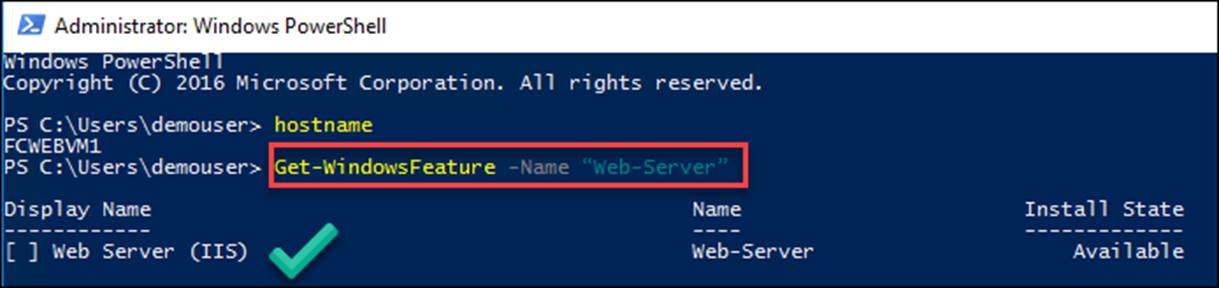 Administrator: Windows PowerShell
Windows PowerShell
Copyright (C) 2016 Microsoft Corporation. All rights reserved.
PS C:\Users\demouser> hostname
FCWEBVM1
PS C:\Users\demouser> Get-WindowsFeature -Name “Web-Server”
Display Name Name Install State
------------ ---- -------------
[ ] Web Server (IIS) Web-Server Available